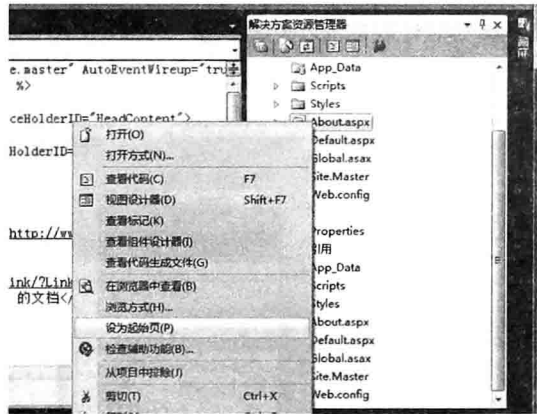 解决方案资源管理器
e.master" AutoEventWireup="tru
%>
ceHolderID="HeadContent">
HolderID=
http://ww
ink/?Link
的文档</
App_Data
Scripts
Styles
About.aspx
Default.aspx
Global.asax
Site.Master
Web.config
Properties
引用
App_Data
Scripts
Styles
About.aspx
Default.aspx
Global.asax
Site.Master
Web.config
打开(O)
打开方式(N)...
查看代码(C) F7
视图设计器(D) Shift+F7
查看标记(K)
查看组件设计器(I)
查看代码生成文件(G)
在浏览器中查看(B)
浏览方式(H)...
设为起始页(P)
检查辅助功能(B)...
从项目中排除(J)
剪切(T) Ctrl+X